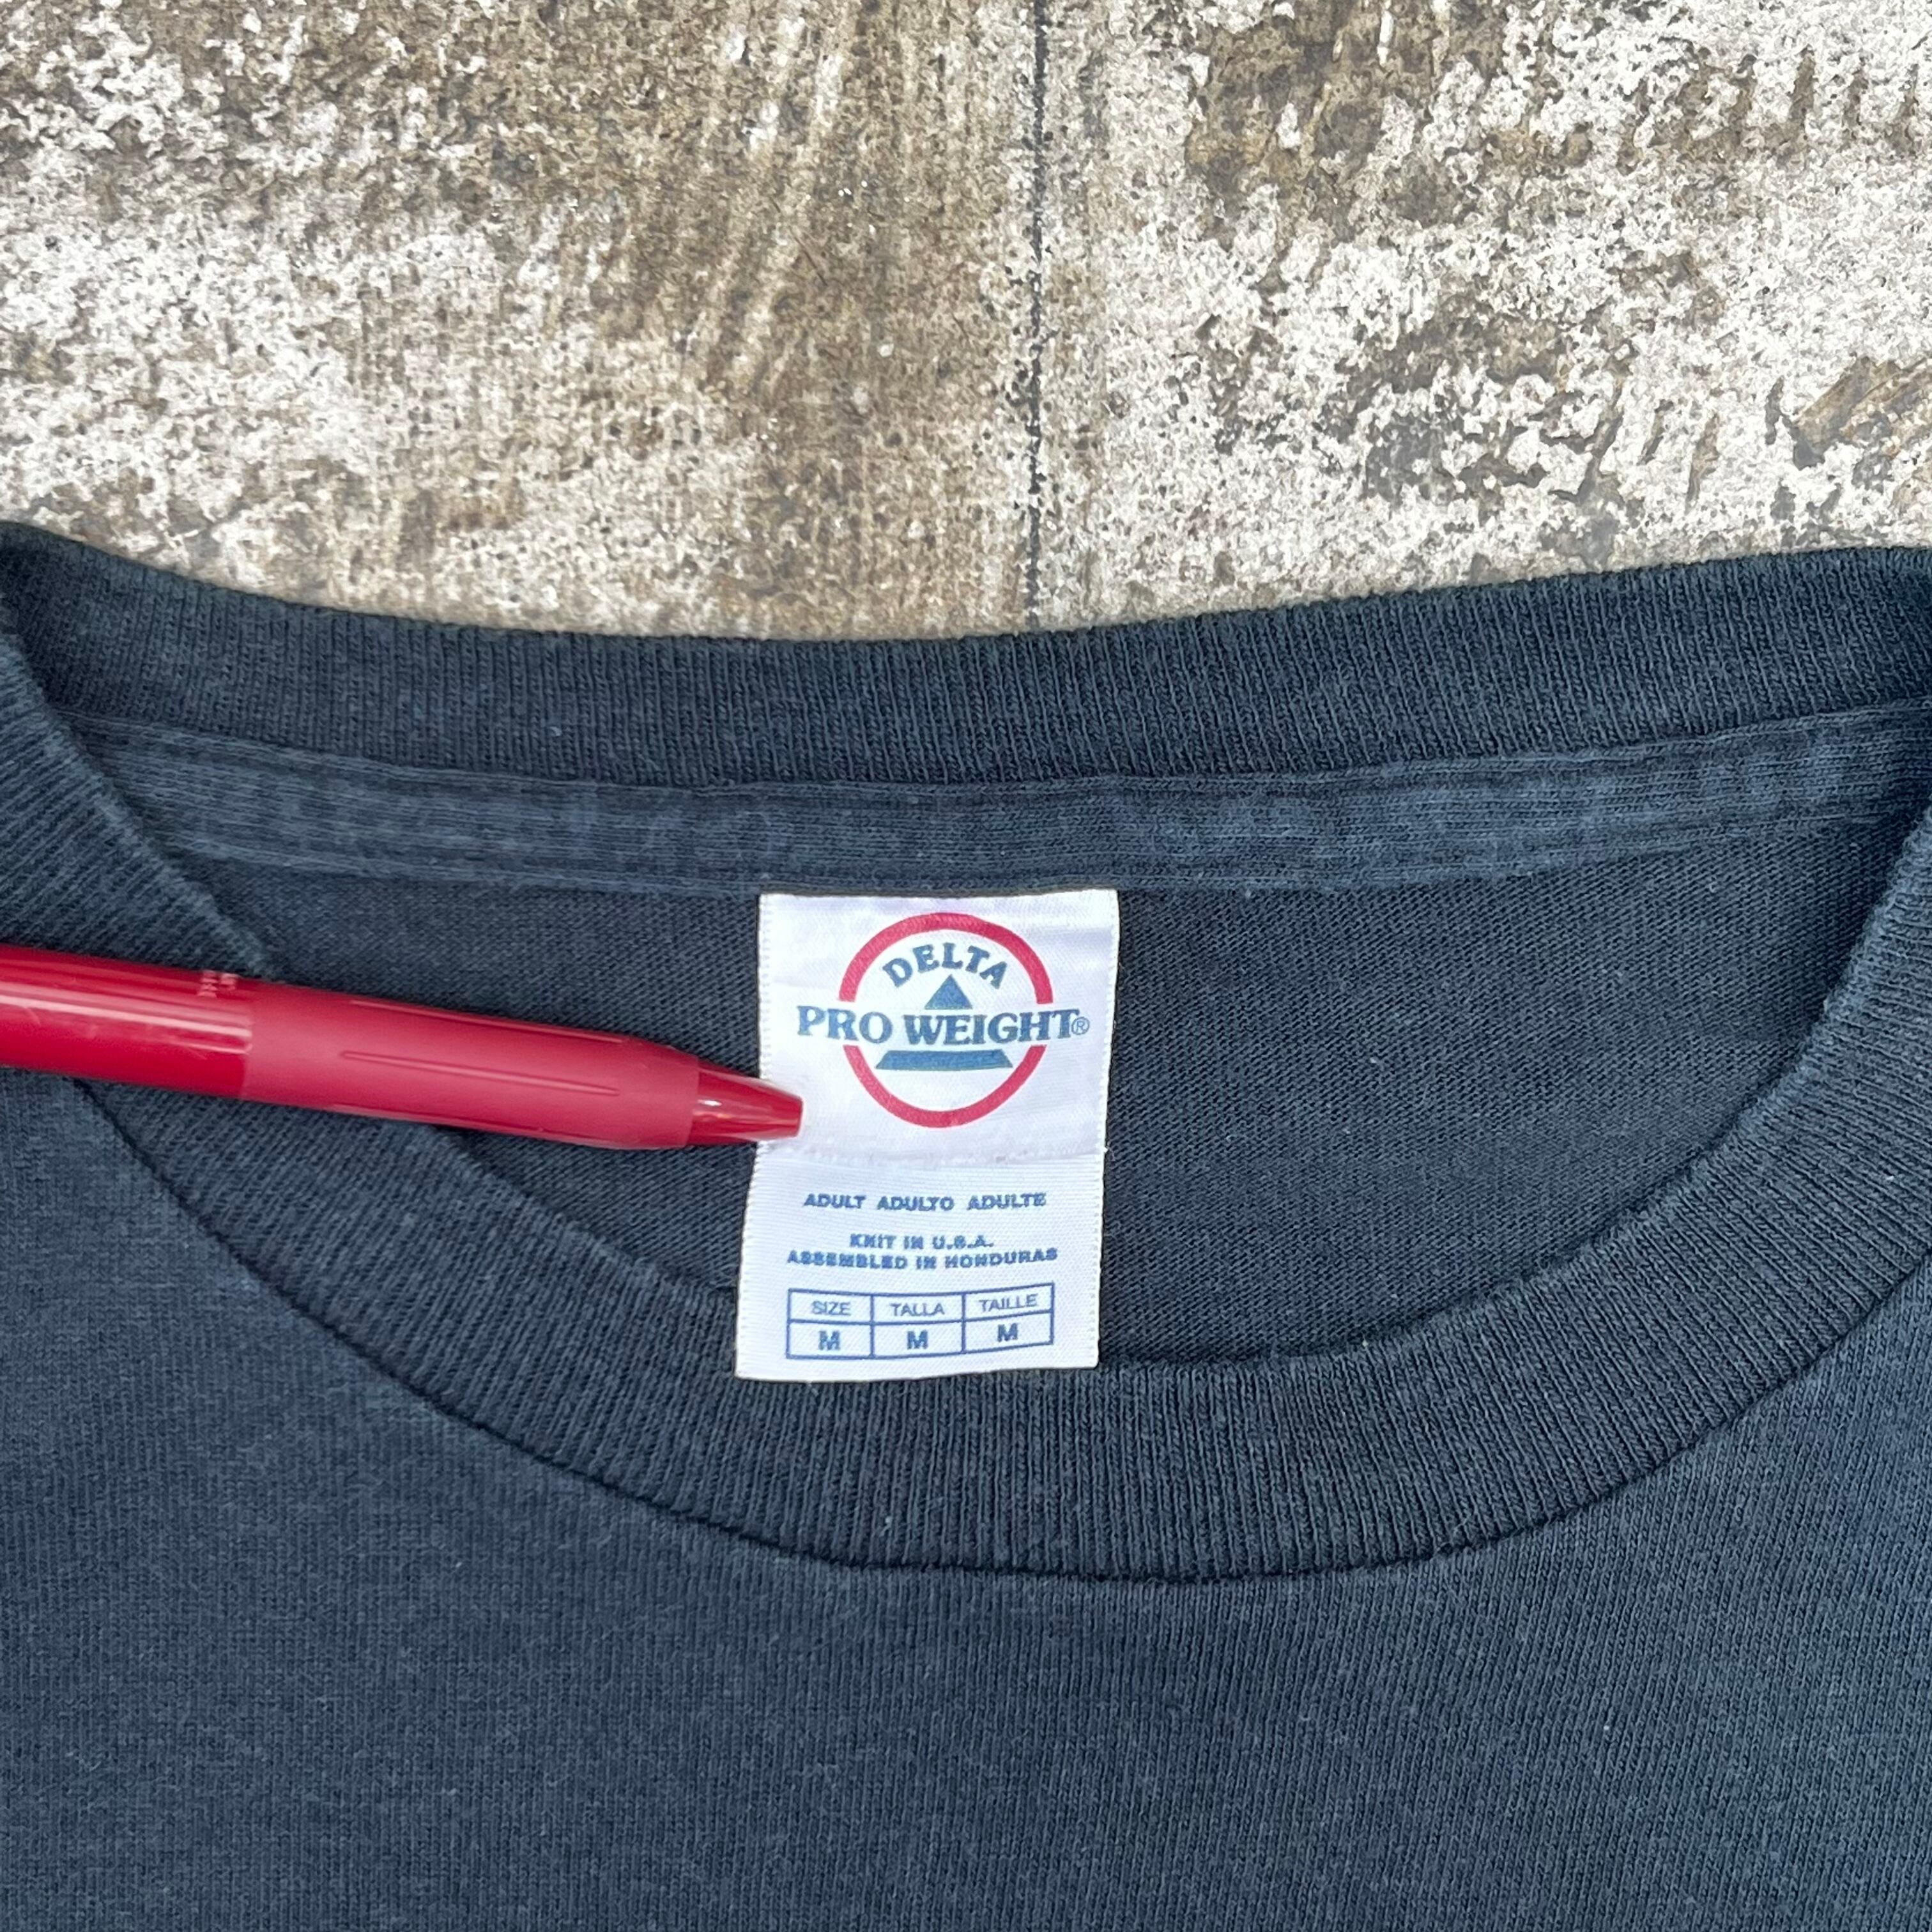 DELTA
PRO WEIGHT®
ADULT ADULTO ADULTE
KNIT IN U.S.A.
ASSEMBLED IN HONDURAS
SIZE TALLA TAILLE
M M M